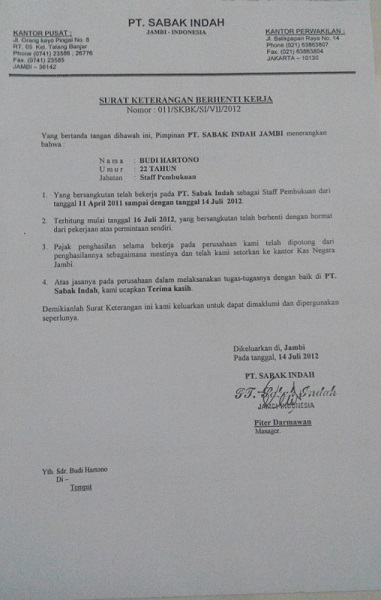 PT. SABAK INDAH
JAMBI - INDONESIA
KANTOR PUSAT :
Jl. Orang kayo Pingai No. 8
RT. 05 Kel. Talang Banjar
Phone (0741) 23588 ; 26776
Fax. (0741) 23585
JAMBI – 36142
KANTOR PERWAKILAN :
Jl. Balikpapan Raya No. 14
Phone (021) 63863807
Fax. (021) 63863804
JAKARTA – 10130
SURAT KETERANGAN BERHENTI KERJA
Nomor : 011/SKBK/SI/VII/2012
Yang bertanda tangan dibawah ini, Pimpinan PT. SABAK INDAH JAMBI menerangkan
bahwa :
N a m a : BUDI HARTONO
U m u r : 22 TAHUN
Jabatan : Staff Pembukuan
1. Yang bersangkutan telah bekerja pada PT. Sabak Indah sebagai Staff Pembukuan dari
tanggal 11 April 2011 sampai dengan tanggal 14 Juli 2012.
2. Terhitung mulai tanggal 16 Juli 2012, yang bersangkutan telah berhenti dengan hormat
dari pekerjaan atas permintaan sendiri.
3. Pajak penghasilan selama bekerja pada perusahaan kami telah dipotong dari
penghasilannya sebagaimana mestinya dan telah kami setorkan ke kantor Kas Negara
Jambi.
4. Atas jasanya pada perusahaan dalam melaksanakan tugas-tugasnya dengan baik di PT.
Sabak Indah, kami ucapkan Terima kasih.
Demikianlah Surat Keterangan ini kami keluarkan untuk dapat dimaklumi dan dipergunakan
seperlunya.
Dikeluarkan di, Jambi
Pada tanggal, 14 Juli 2012
PT. SABAK INDAH
PT. Indah
JAMBI INDONESIA
Piter Darmawan
Manager.
Yth. Sdr. Budi Hartono
Di –
Tempat